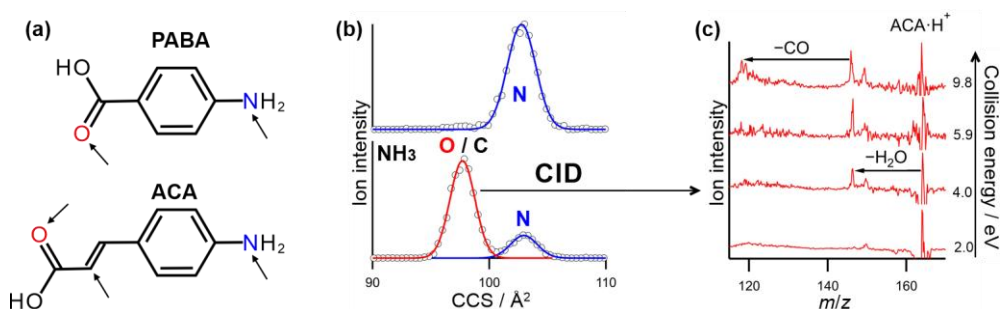 (a)
PABA
HO
O
NH₂
ACA
O
HO
NH₂
(b)
Ion intensity
N
NH₃
O / C
CID
N
90 100 110
CCS / Å²
(c)
ACA·H⁺
−CO
9.8
5.9
−H₂O
4.0
2.0
Ion intensity
Collision energy / eV
120 140 160
m/z